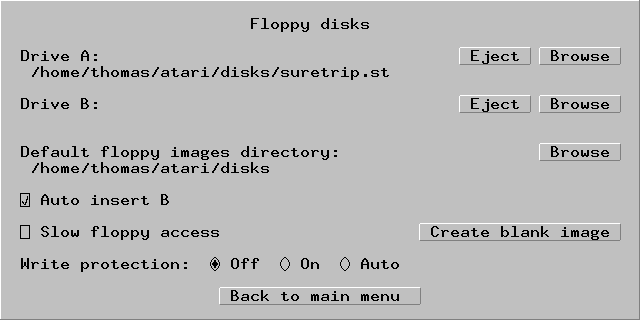 Floppy disks
Drive A: Eject Browse
/home/thomas/atari/disks/suretrip.st
Drive B: Eject Browse
Default floppy images directory: Browse
/home/thomas/atari/disks
Auto insert B
Slow floppy access Create blank image
Write protection: Off On Auto
Back to main menu